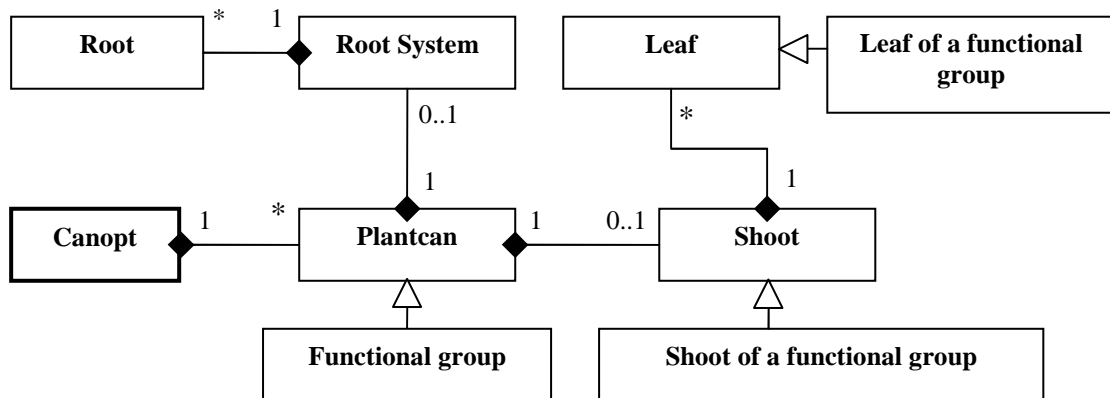 * 1
Root
Root System
Leaf
Leaf of a functional
group
0..1
*
1
1
1 * 1 0..1
Canopt
Plantcan
Shoot
Functional group
Shoot of a functional group